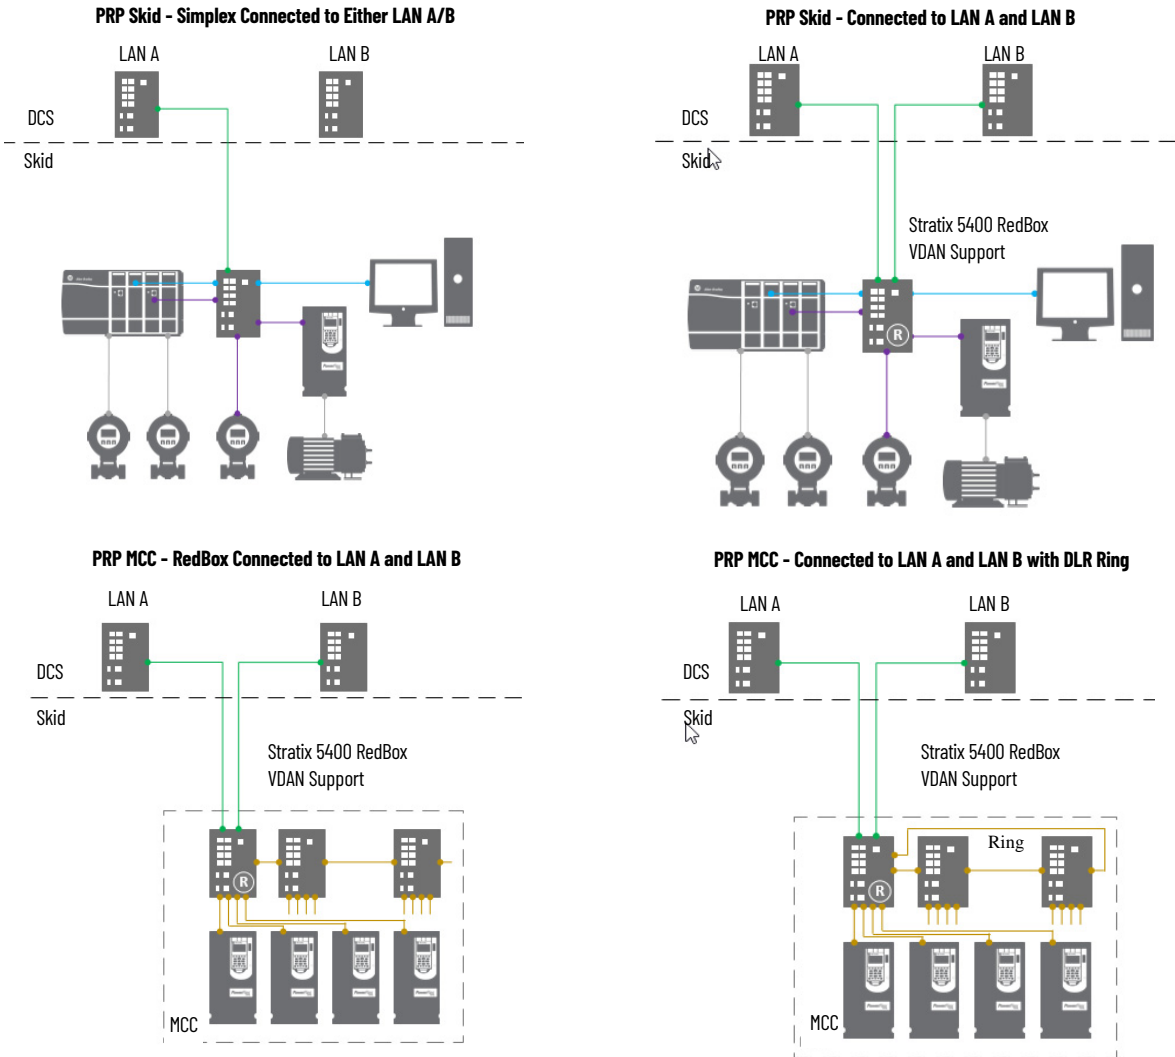 PRP Skid - Simplex Connected to Either LAN A/B
LAN A
LAN B
DCS
Skid
PRP Skid - Connected to LAN A and LAN B
LAN A
LAN B
DCS
Skid
Stratix 5400 RedBox
VDAN Support
R
PRP MCC - RedBox Connected to LAN A and LAN B
LAN A
LAN B
DCS
Skid
Stratix 5400 RedBox
VDAN Support
R
MCC
PRP MCC - Connected to LAN A and LAN B with DLR Ring
LAN A
LAN B
DCS
Skid
Stratix 5400 RedBox
VDAN Support
Ring
R
MCC